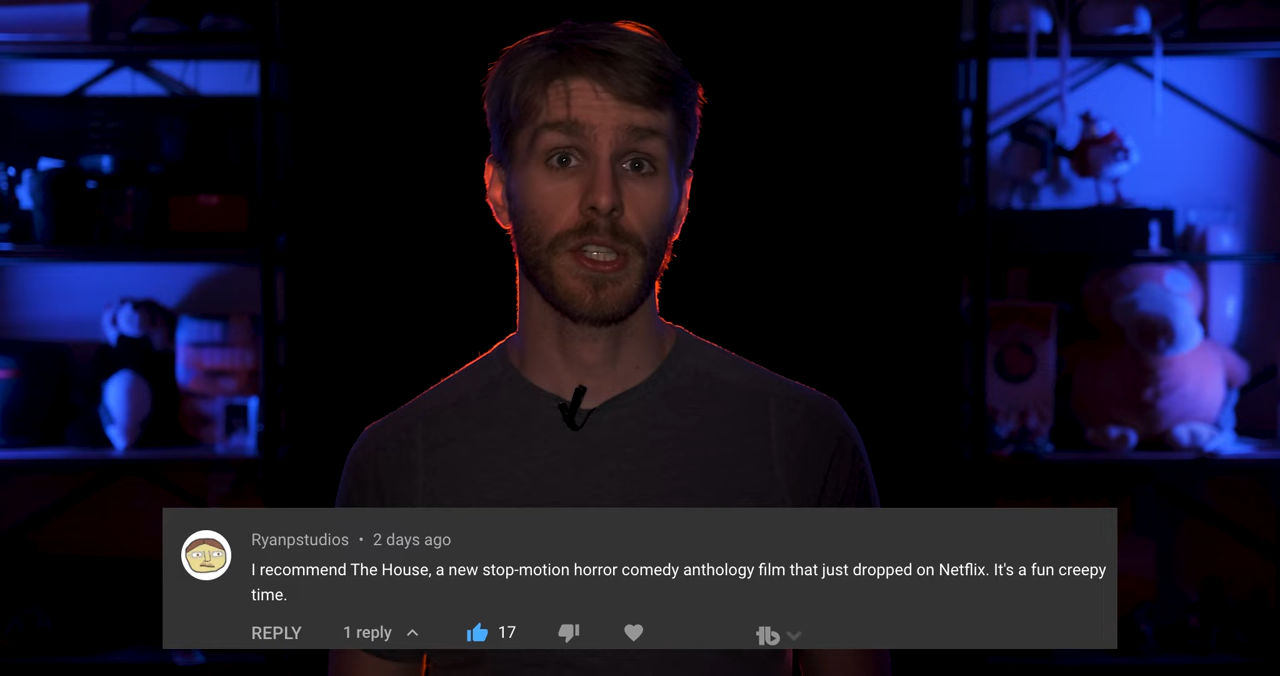 Ryanpstudios • 2 days ago
I recommend The House, a new stop-motion horror comedy anthology film that just dropped on Netflix. It's a fun creepy
time.
REPLY 1 reply 17